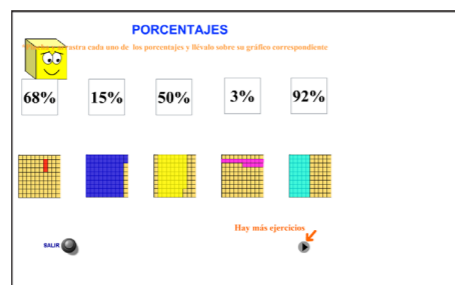 PORCENTAJES
cada uno de los porcentajes y llévalo sobre su gráfico correspondiente
68% 15% 50% 3% 92%
Hay más ejercicios
SALIR